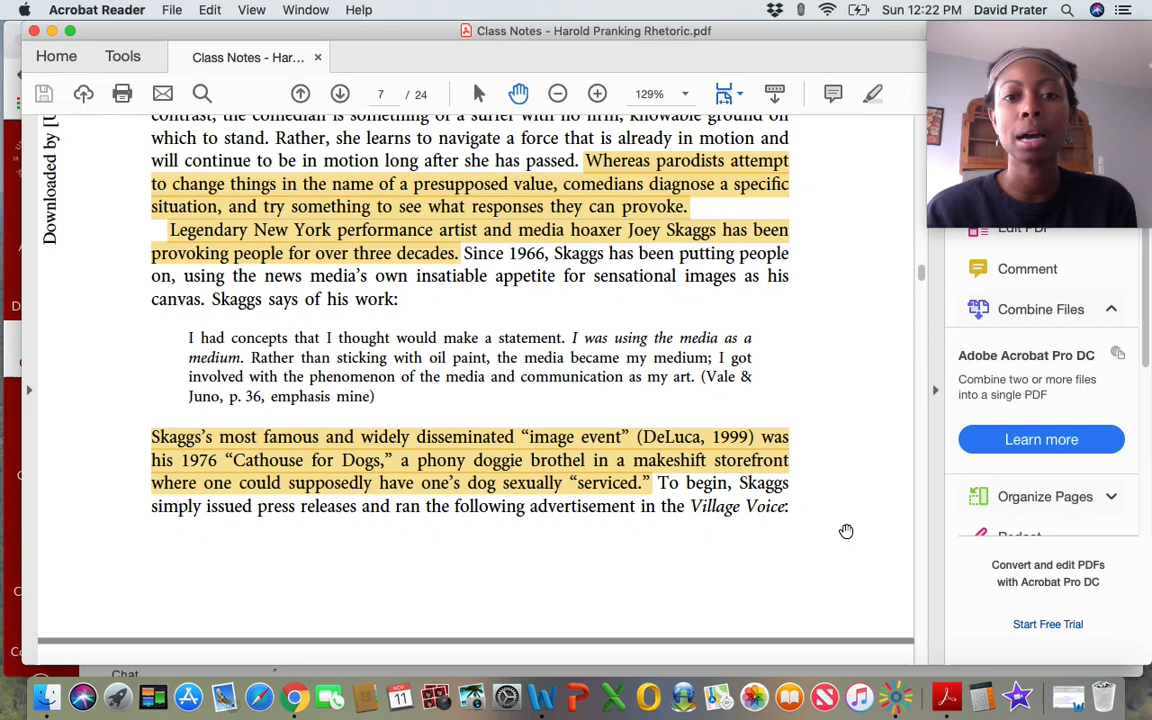 Acrobat Reader File Edit View Window Help Sun 12:22 PM David Prater
Class Notes - Harold Pranking Rhetoric.pdf
Home Tools Class Notes - Har... ×
7 / 24 129%
contrast, the comedian is something of a surfer with no firm, knowable ground on
which to stand. Rather, she learns to navigate a force that is already in motion and
will continue to be in motion long after she has passed. Whereas parodists attempt
to change things in the name of a presupposed value, comedians diagnose a specific
situation, and try something to see what responses they can provoke.
Legendary New York performance artist and media hoaxer Joey Skaggs has been
provoking people for over three decades. Since 1966, Skaggs has been putting people
on, using the news media's own insatiable appetite for sensational images as his
canvas. Skaggs says of his work:
I had concepts that I thought would make a statement. I was using the media as a
medium. Rather than sticking with oil paint, the media became my medium; I got
involved with the phenomenon of the media and communication as my art. (Vale &
Juno, p. 36, emphasis mine)
Skaggs's most famous and widely disseminated “image event” (DeLuca, 1999) was
his 1976 “Cathouse for Dogs,” a phony doggie brothel in a makeshift storefront
where one could supposedly have one's dog sexually “serviced.” To begin, Skaggs
simply issued press releases and ran the following advertisement in the Village Voice:
Downloaded by [U
Edit PDF
Comment
Combine Files
Adobe Acrobat Pro DC
Combine two or more files
into a single PDF
Learn more
Organize Pages
Redact
Convert and edit PDFs
with Acrobat Pro DC
Start Free Trial
Chat
NOV
11